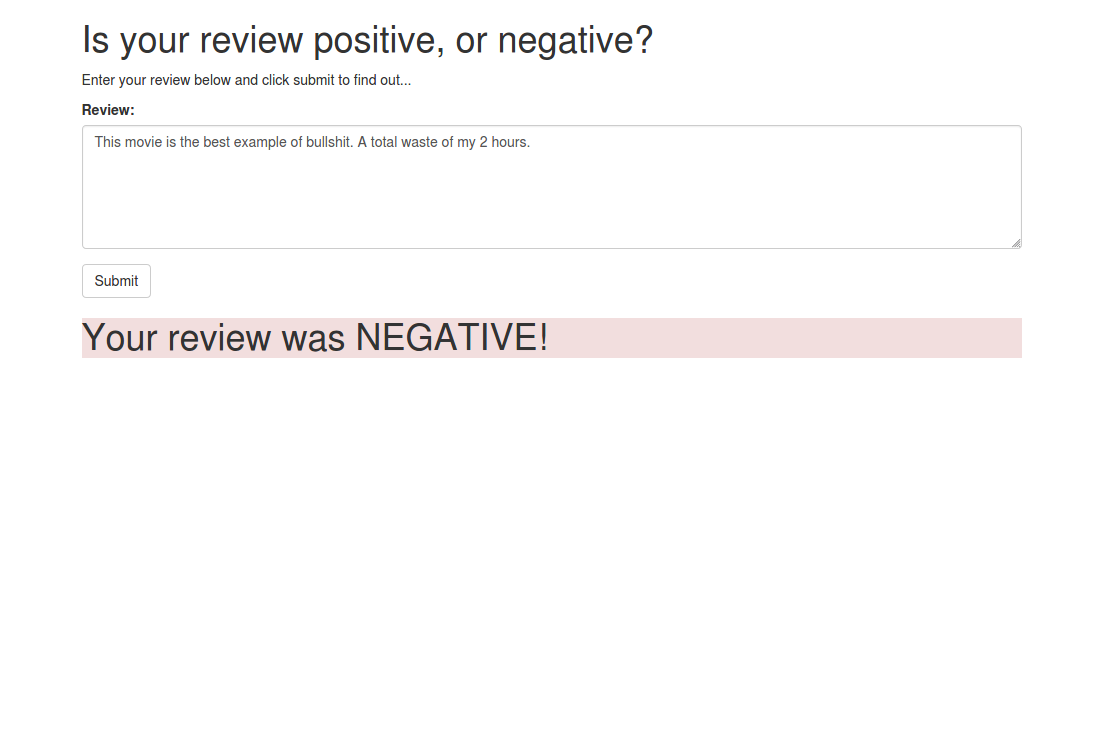 Is your review positive, or negative?
Enter your review below and click submit to find out...
Review:
This movie is the best example of bullshit. A total waste of my 2 hours.
Submit
Your review was NEGATIVE!